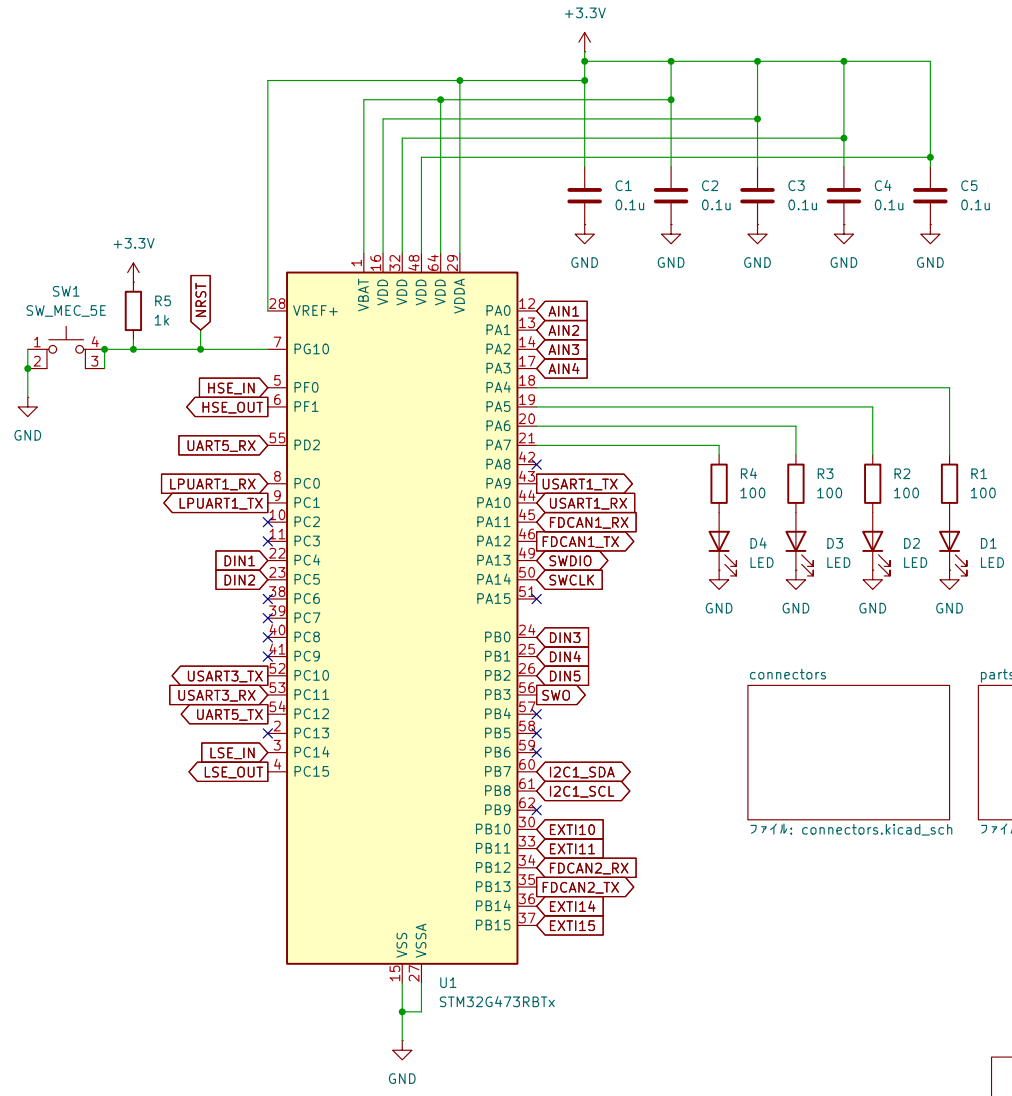 +3.3V
C1
0.1u
C2
0.1u
C3
0.1u
C4
0.1u
C5
0.1u
GND
GND
GND
GND
GND
+3.3V
R5
1k
NRST
SW1
SW_MEC_5E
1
2
4
3
GND
1
16
32
48
64
29
VBAT
VDD
VDD
VDD
VDD
VDDA
28 VREF+
7 PG10
HSE_IN 5 PF0
HSE_OUT 6 PF1
UART5_RX 55 PD2
LPUART1_RX 8 PC0
LPUART1_TX 9 PC1
10 PC2
11 PC3
DIN1 22 PC4
DIN2 23 PC5
38 PC6
39 PC7
40 PC8
41 PC9
USART3_TX 52 PC10
USART3_RX 53 PC11
UART5_TX 54 PC12
2 PC13
LSE_IN 3 PC14
LSE_OUT 4 PC15
PA0 12 AIN1
PA1 13 AIN2
PA2 14 AIN3
PA3 17 AIN4
PA4 18
PA5 19
PA6 20
PA7 21
PA8 42
PA9 43 USART1_TX
PA10 44 USART1_RX
PA11 45 FDCAN1_RX
PA12 46 FDCAN1_TX
PA13 49 SWDIO
PA14 50 SWCLK
PA15 51
PB0 24 DIN3
PB1 25 DIN4
PB2 26 DIN5
PB3 56 SWO
PB4 57
PB5 58
PB6 59
PB7 60 I2C1_SDA
PB8 61 I2C1_SCL
PB9 62
PB10 30 EXTI10
PB11 33 EXTI11
PB12 34 FDCAN2_RX
PB13 35 FDCAN2_TX
PB14 36 EXTI14
PB15 37 EXTI15
VSS
VSSA
15
27
U1
STM32G473RBTx
GND
R4
100
R3
100
R2
100
R1
100
D4
LED
D3
LED
D2
LED
D1
LED
GND
GND
GND
GND
connectors
ファイル: connectors.kicad_sch
parts